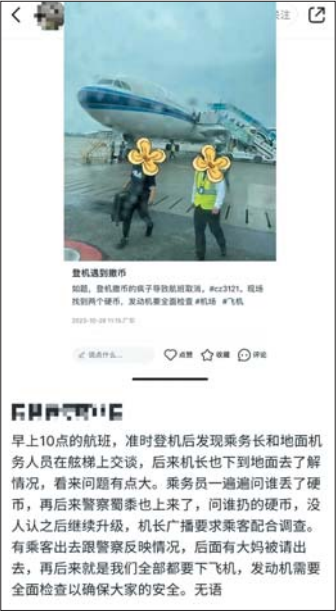 注
登机遇到撒币
如题，登机撒币的疯子导致航班取消，#cz3121，现场
找到两个硬币，发动机要全面检查 #机场 #飞机
说点什么...
点赞
收藏
评论
早上10点的航班，准时登机后发现乘务长和地面机
务人员在舷梯上交谈，后来机长也下到地面去了解
情况，看来问题有点大。乘务员一遍遍问谁丢了硬
币，再后来警察蜀黍也上来了，问谁扔的硬币，没
人认之后继续升级，机长广播要求乘客配合调查。
有乘客出去跟警察反映情况，后面有大妈被请出
去，再后来就是我们全部都要下飞机，发动机需要
全面检查以确保大家的安全。无语